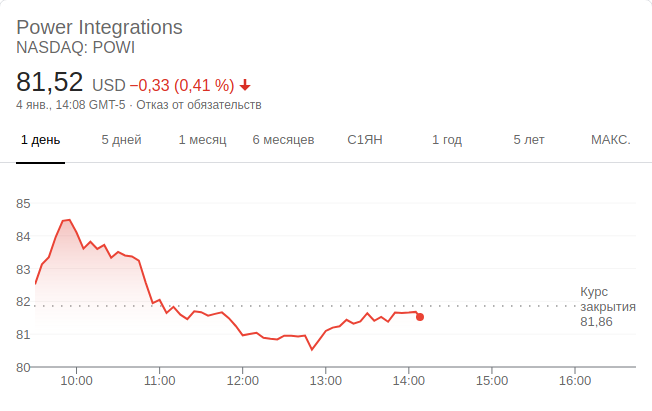 Power Integrations
NASDAQ: POWI
81,52 USD −0,33 (0,41 %)
4 янв., 14:08 GMT-5 · Отказ от обязательств
1 день 5 дней 1 месяц 6 месяцев С1ЯН 1 год 5 лет МАКС.
85
84
83
82
81
80
Курс
закрытия
81,86
10:00 11:00 12:00 13:00 14:00 15:00 16:00